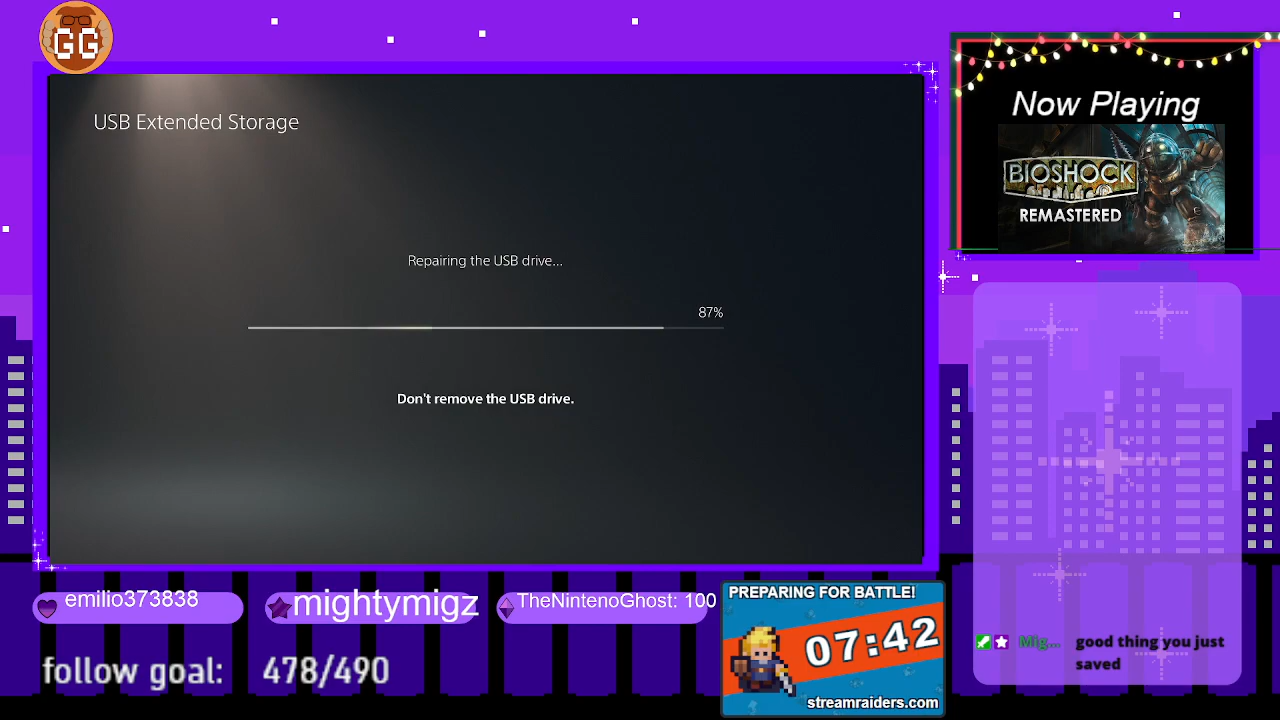 GG
USB Extended Storage
Repairing the USB drive...
87%
Don't remove the USB drive.
Now Playing
BIOSHOCK
REMASTERED
emilio373838
mightymigz
TheNintenoGhost: 100
follow goal: 478/490
PREPARING FOR BATTLE!
07:42
streamraiders.com
Mig... good thing you just
saved